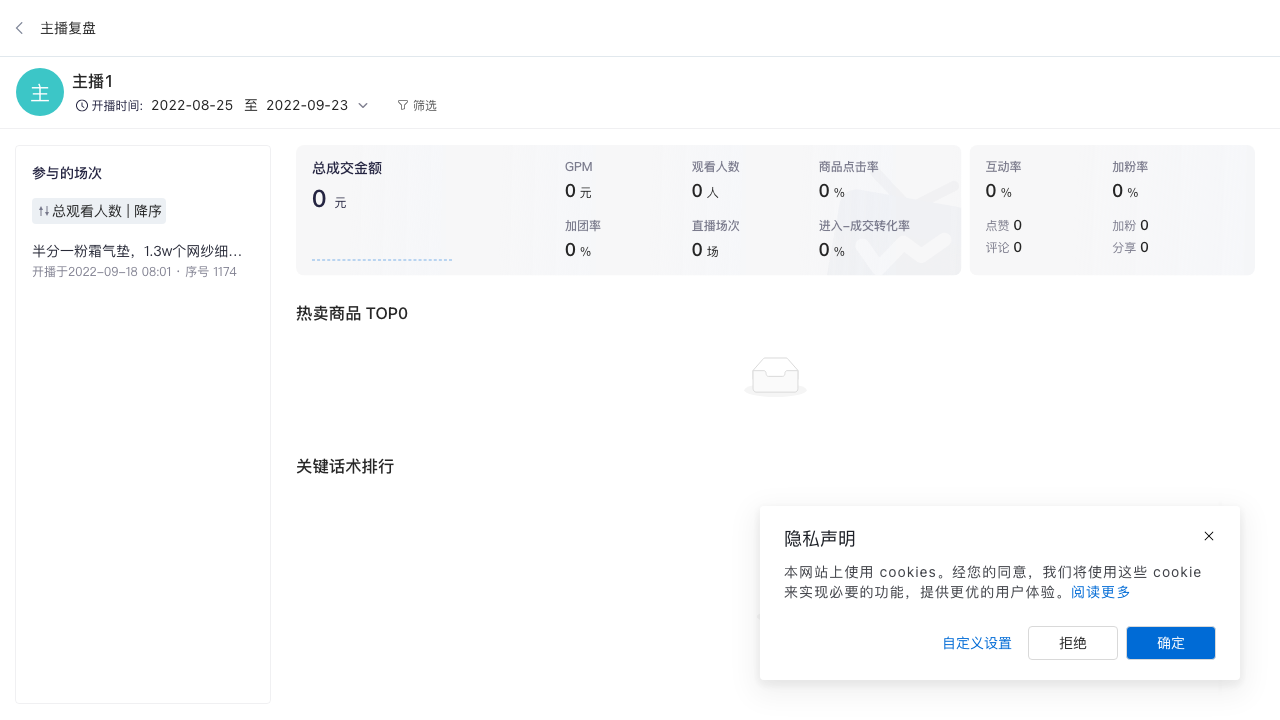 主播复盘
主
主播1
开播时间: 2022-08-25 至 2022-09-23 筛选
参与的场次
总观看人数 | 降序
半分一粉霜气垫，1.3w个网纱细...
开播于2022-09-18 08:01 · 序号 1174
总成交金额
0 元
GPM
0 元
观看人数
0 人
商品点击率
0 %
加团率
0 %
直播场次
0 场
进入-成交转化率
0 %
互动率
0 %
加粉率
0 %
点赞 0
加粉 0
评论 0
分享 0
热卖商品 TOP0
关键话术排行
隐私声明
本网站上使用 cookies。经您的同意，我们将使用这些 cookie
来实现必要的功能，提供更优的用户体验。阅读更多
自定义设置
拒绝
确定